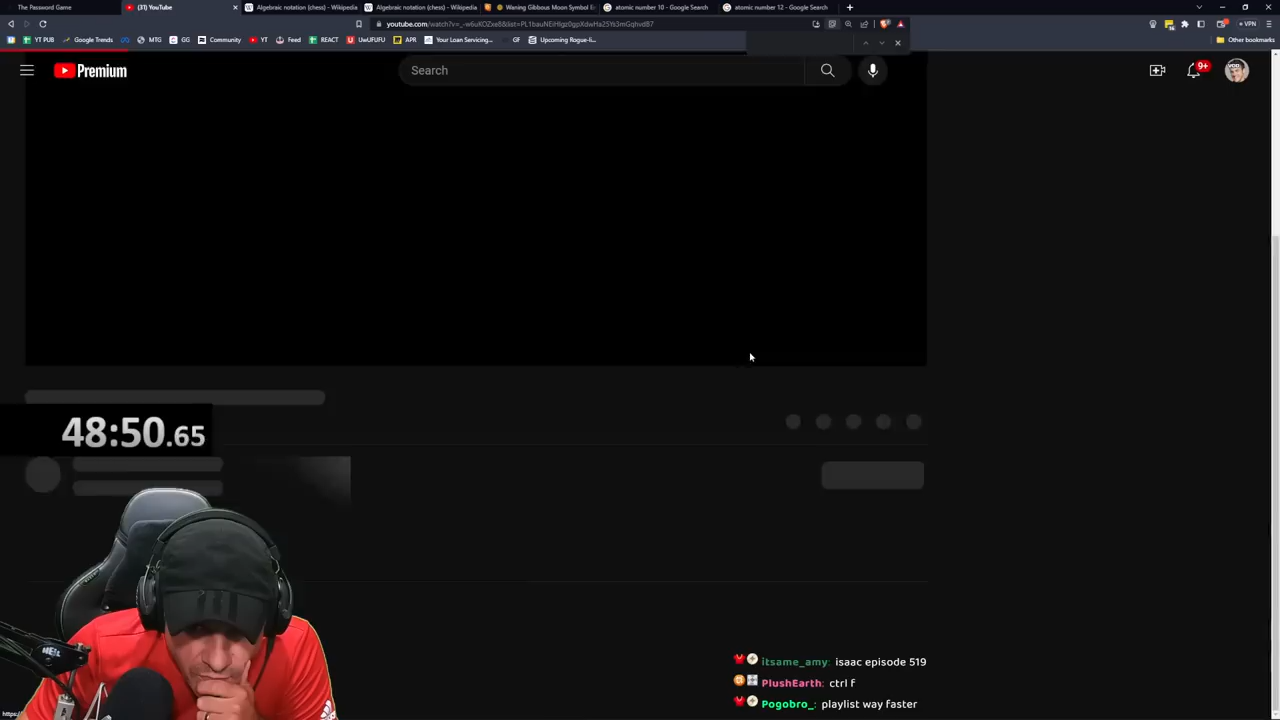 The Password Game
(31) YouTube
Algebraic notation (chess) - Wikipedia
Algebraic notation (chess) - Wikipedia
Waning Gibbous Moon Symbol E
atomic number 10 - Google Search
atomic number 12 - Google Search
VPN
YT PUB
Google Trends
MTG
Community
YT
Feed
REACT
UwUFUFU
APR
Your Loan Servicing...
GF
Upcoming Rogue-li...
Other bookmarks
Premium
Search
9+
48:50.65
itsame_amy: isaac episode 519
PlushEarth: ctrl f
Pogobro_: playlist way faster